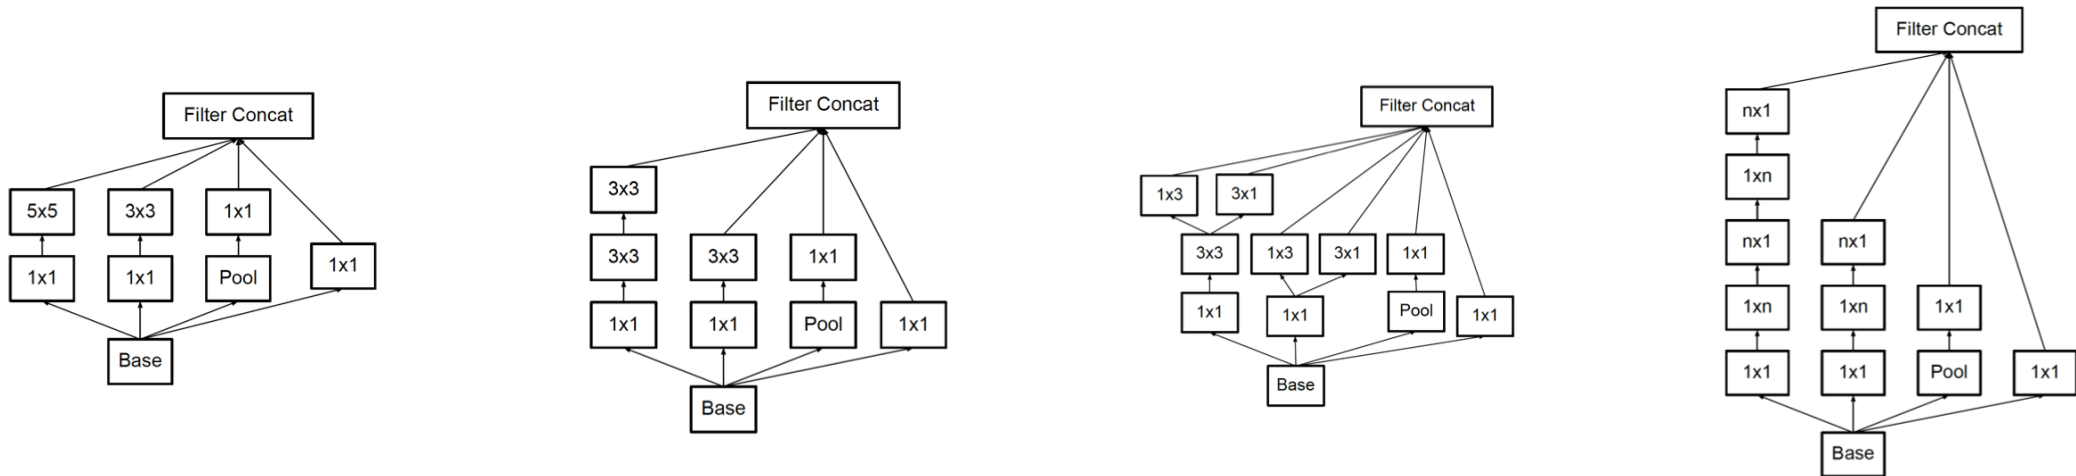 Filter Concat
5x5
3x3
1x1
1x1
1x1
Pool
1x1
Base
Filter Concat
3x3
3x3
3x3
1x1
1x1
1x1
Pool
1x1
Base
Filter Concat
1x3
3x1
3x3
1x3
3x1
1x1
1x1
1x1
Pool
1x1
Base
Filter Concat
nx1
1xn
nx1
nx1
1xn
1xn
1x1
1x1
1x1
Pool
1x1
Base